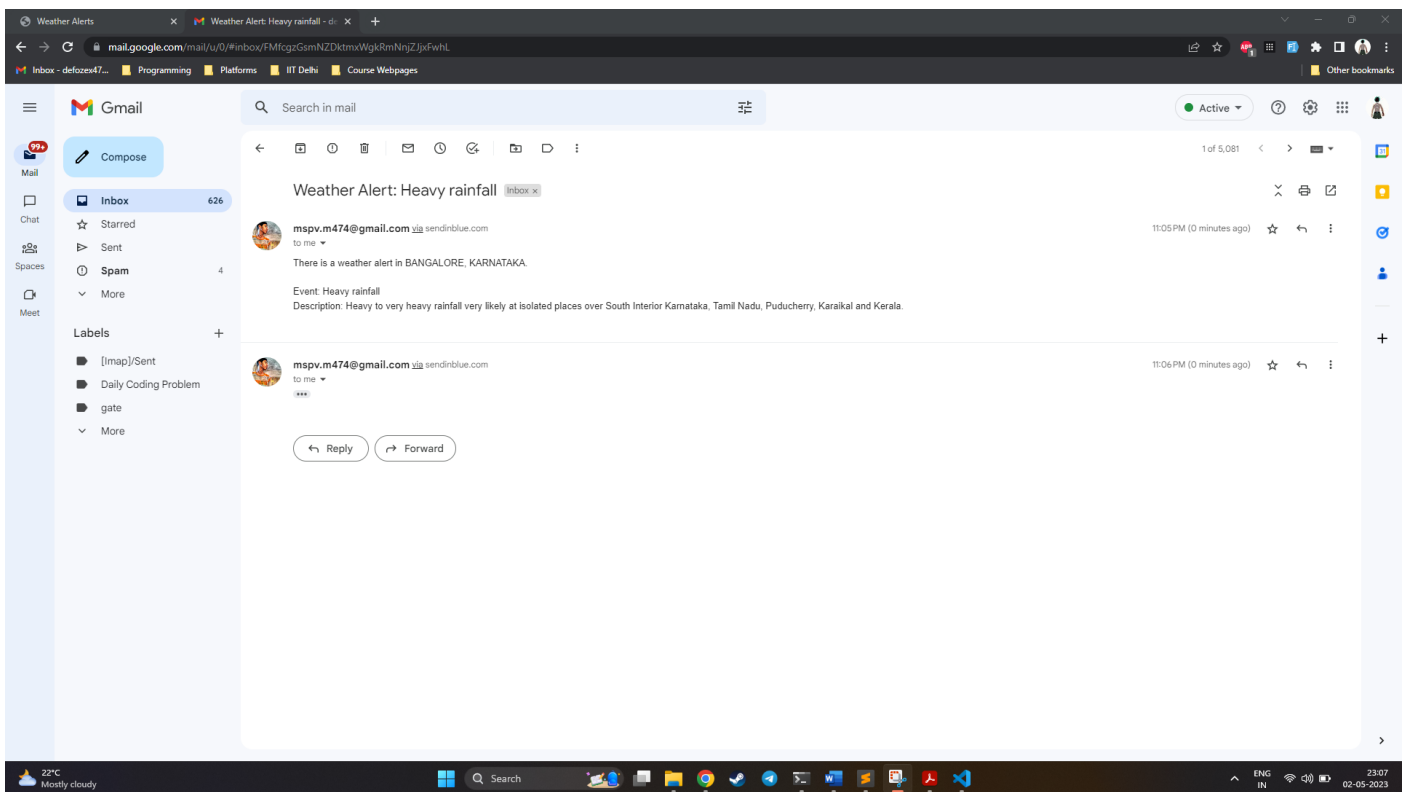 Weather Alerts
Weather Alert: Heavy rainfall - de
mail.google.com/mail/u/0/#inbox/FMfcgzGsmNZDktmxWgkRmNnjZJjxFwhL
Inbox - defozex47... Programming Platforms IIT Delhi Course Webpages Other bookmarks
Gmail
Search in mail
Active
99+
Mail
Chat
Spaces
Meet
Compose
Inbox 626
Starred
Sent
Spam 4
More
Labels
[Imap]/Sent
Daily Coding Problem
gate
More
1 of 5,081
Weather Alert: Heavy rainfall Inbox x
mspv.m474@gmail.com via sendinblue.com 11:05 PM (0 minutes ago)
to me
There is a weather alert in BANGALORE, KARNATAKA.
Event: Heavy rainfall
Description: Heavy to very heavy rainfall very likely at isolated places over South Interior Karnataka, Tamil Nadu, Puducherry, Karaikal and Kerala.
mspv.m474@gmail.com via sendinblue.com 11:06 PM (0 minutes ago)
to me
Reply Forward
31
22°C
Mostly cloudy
Search
ENG
IN
23:07
02-05-2023